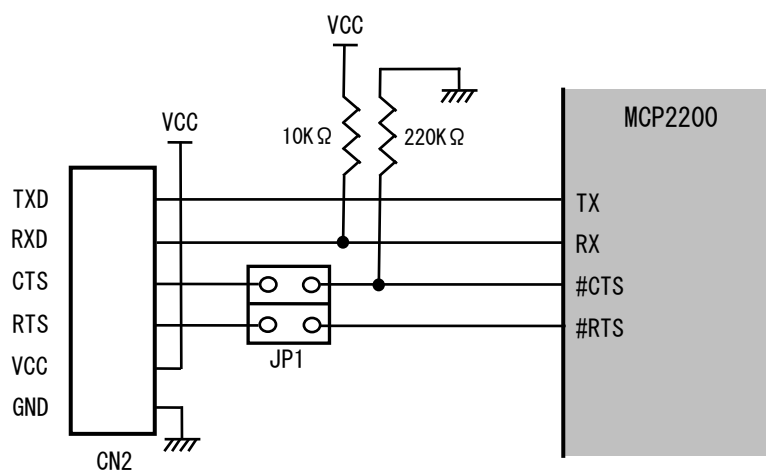 VCC
VCC
10KΩ
220KΩ
MCP2200
TXD
TX
RXD
RX
CTS
#CTS
RTS
#RTS
JP1
VCC
GND
CN2